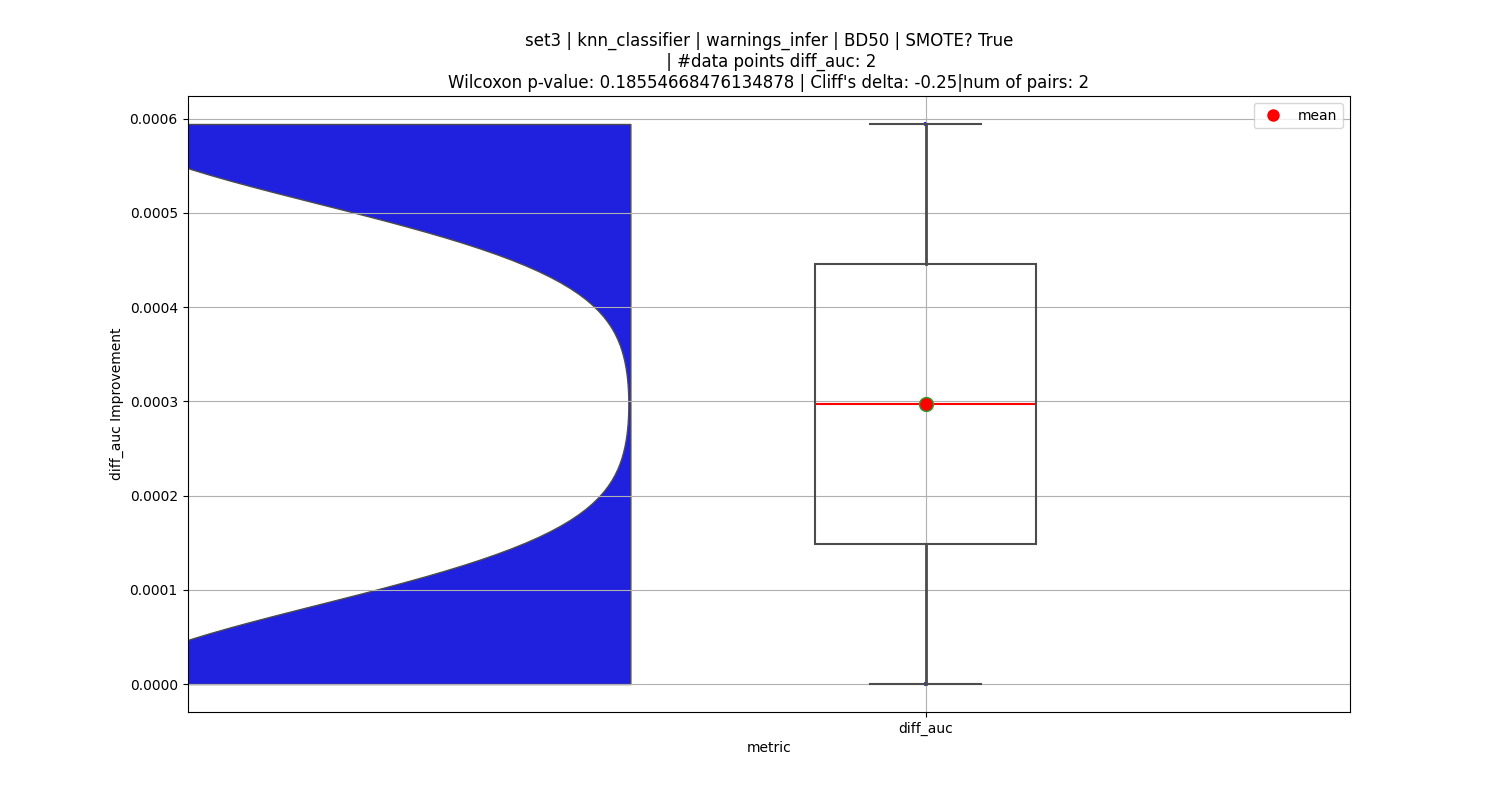 set3 | knn_classifier | warnings_infer | BD50 | SMOTE? True
| #data points diff_auc: 2
Wilcoxon p-value: 0.18554668476134878 | Cliff's delta: -0.25|num of pairs: 2
mean
0.0006
0.0005
0.0004
0.0003
0.0002
0.0001
0.0000
diff_auc Improvement
diff_auc
metric